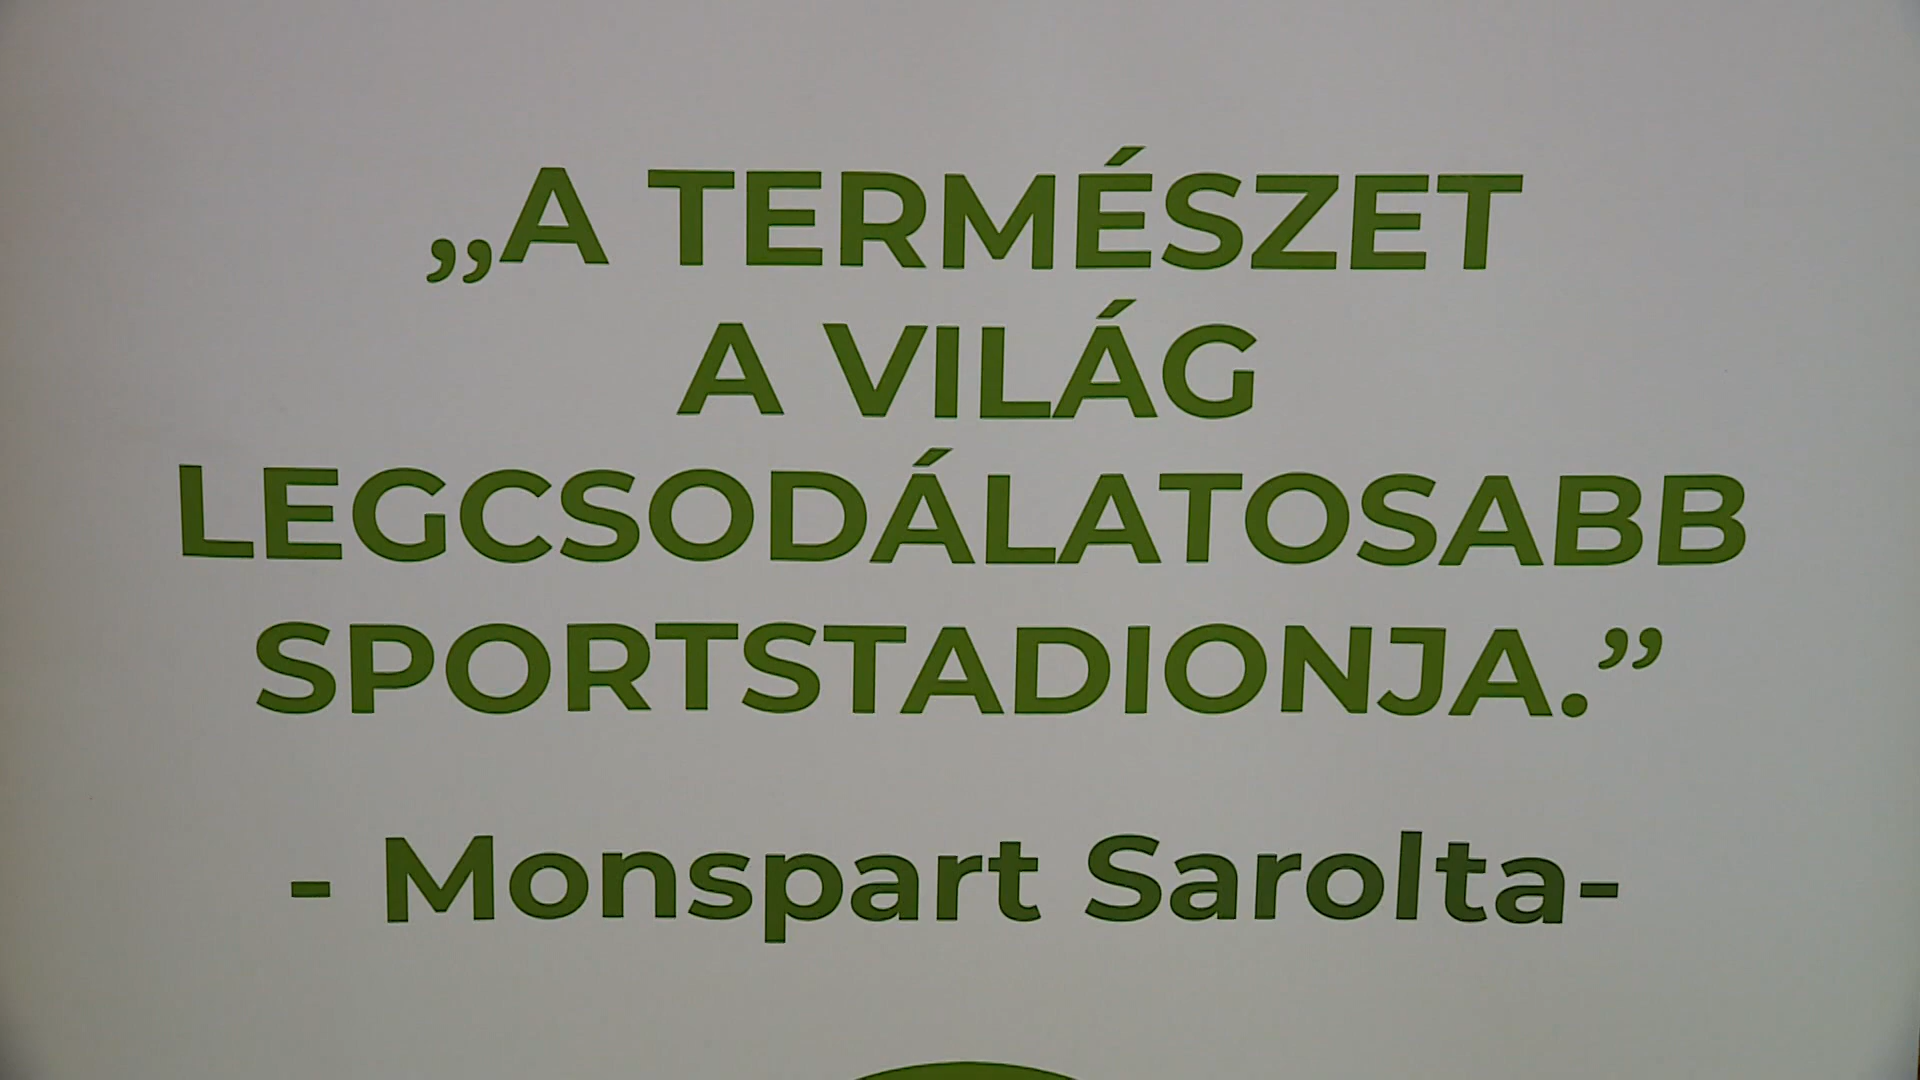 „A TERMÉSZET
A VILÁG
LEGCSODÁLATOSABB
SPORTSTADIONJA.”
- Monspart Sarolta-